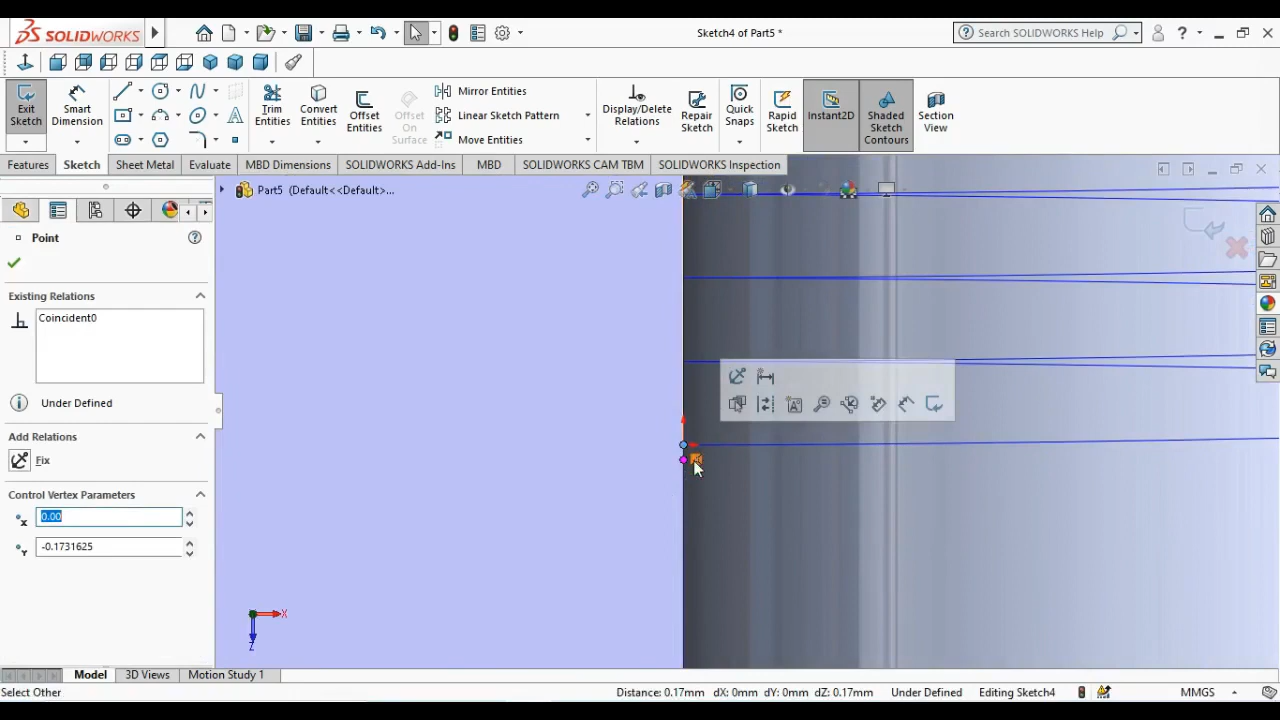 SOLIDWORKS
Sketch4 of Part5 *
Search SOLIDWORKS Help
Exit Sketch
Smart Dimension
Trim Entities
Convert Entities
Offset Entities
Offset On Surface
Mirror Entities
Linear Sketch Pattern
Move Entities
Display/Delete Relations
Repair Sketch
Quick Snaps
Rapid Sketch
Instant2D
Shaded Sketch Contours
Section View
Features
Sketch
Sheet Metal
Evaluate
MBD Dimensions
SOLIDWORKS Add-Ins
MBD
SOLIDWORKS CAM TBM
SOLIDWORKS Inspection
Part5 (Default<<Default>...
Point
Existing Relations
Coincident0
Under Defined
Add Relations
Fix
Control Vertex Parameters
X
0.00
Y
-0.1731625
X
Z
Model
3D Views
Motion Study 1
Select Other
Distance: 0.17mm dX: 0mm dY: 0mm dZ: 0.17mm
Under Defined
Editing Sketch4
MMGS